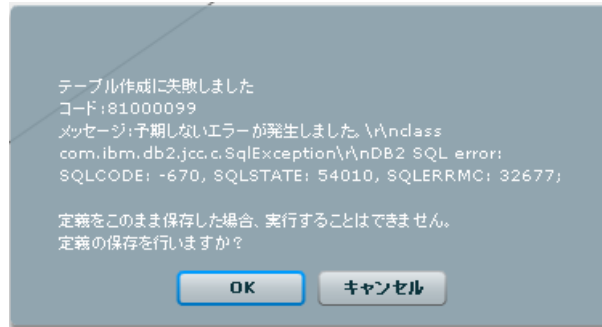 テーブル作成に失敗しました
コード:81000099
メッセージ:予期しないエラーが発生しました。\r\nclass
com.ibm.db2.jcc.c.SqlException\r\nDB2 SQL error:
SQLCODE: -670, SQLSTATE: 54010, SQLERRMC: 32677;
定義をこのまま保存した場合、実行することはできません。
定義の保存を行いますか？
OK
キャンセル